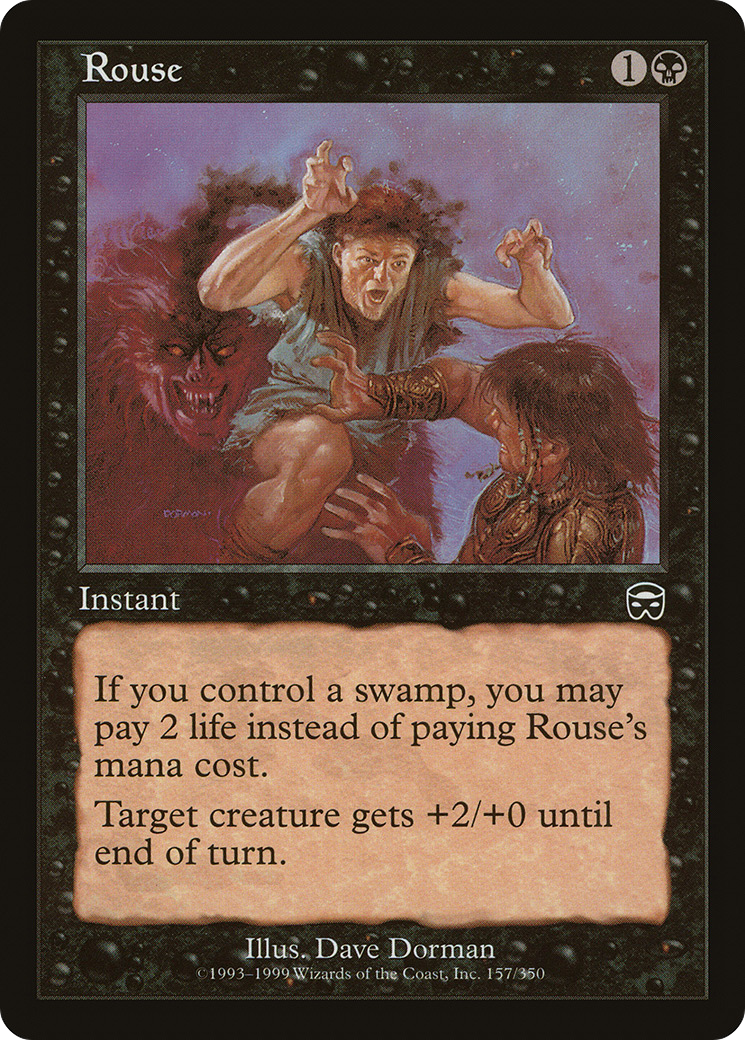 Rouse
1
If you control a swamp, you may
pay 2 life instead of paying Rouse's
mana cost.
Target creature gets +2/+0 until
end of turn.
Instant
Illus. Dave Dorman
©1993–1999 Wizards of the Coast, Inc. 157/350